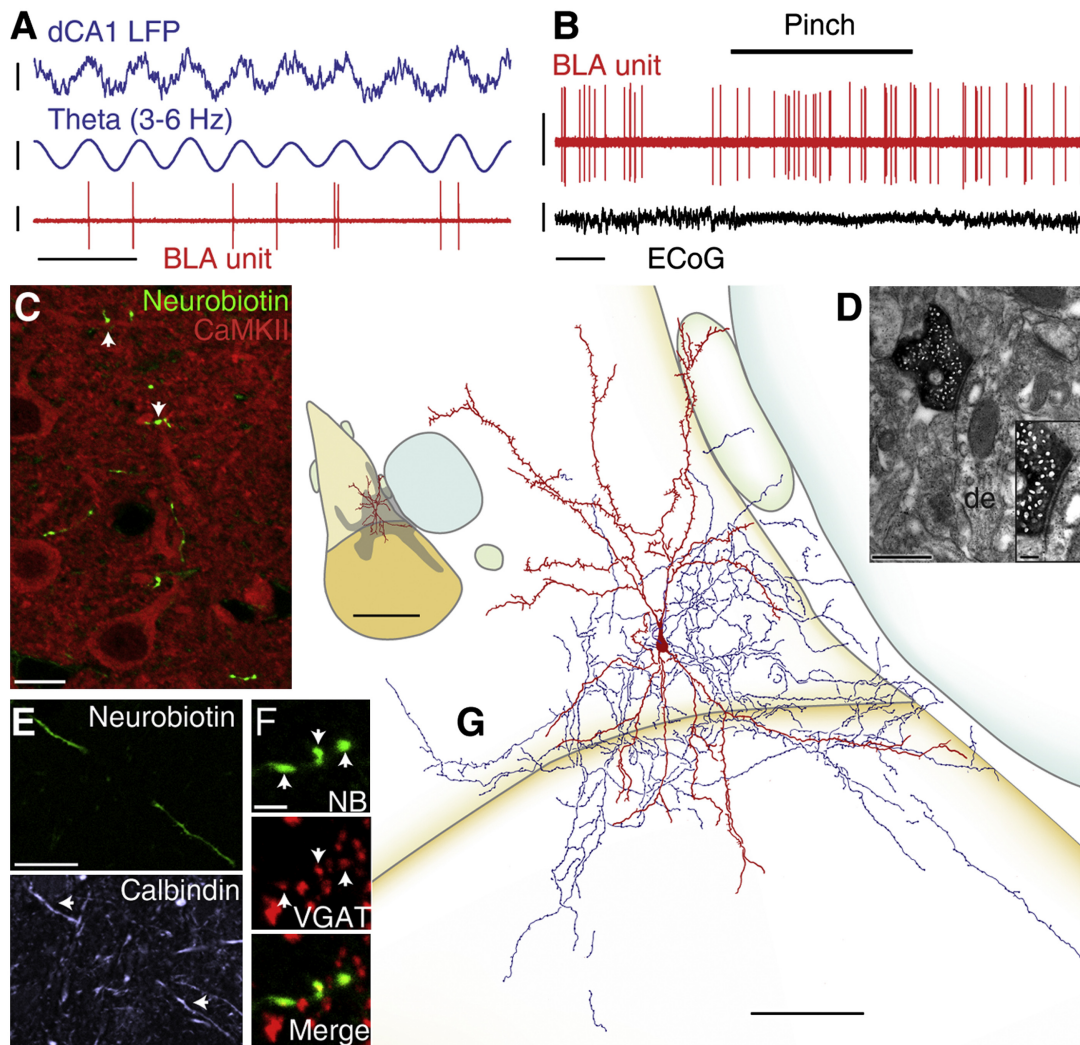 A
dCA1 LFP
Theta (3-6 Hz)
BLA unit
B
Pinch
BLA unit
ECoG
C
Neurobiotin
CaMKII
D
de
E
Neurobiotin
Calbindin
F
NB
VGAT
Merge
G